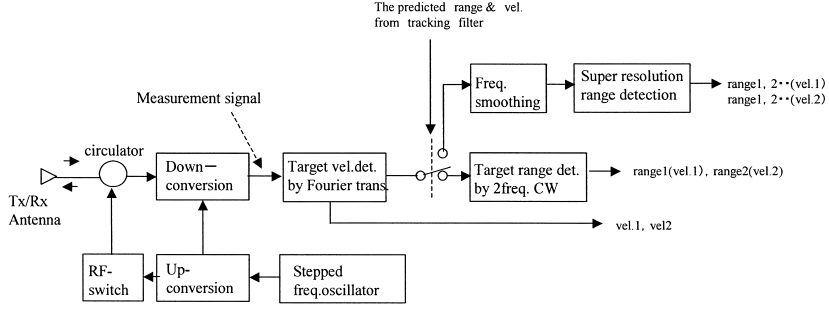 The predicted range & vel.
from tracking filter
Freq.
smoothing
Super resolution
range detection
range1, 2‥(vel.1)
range1, 2‥(vel.2)
Measurement signal
circulator
Down－
conversion
Target vel.det.
by Fourier trans.
Target range det.
by 2freq. CW
range1(vel.1), range2(vel.2)
Tx/Rx
Antenna
vel.1, vel2
RF-
switch
Up-
conversion
Stepped
freq.oscillator